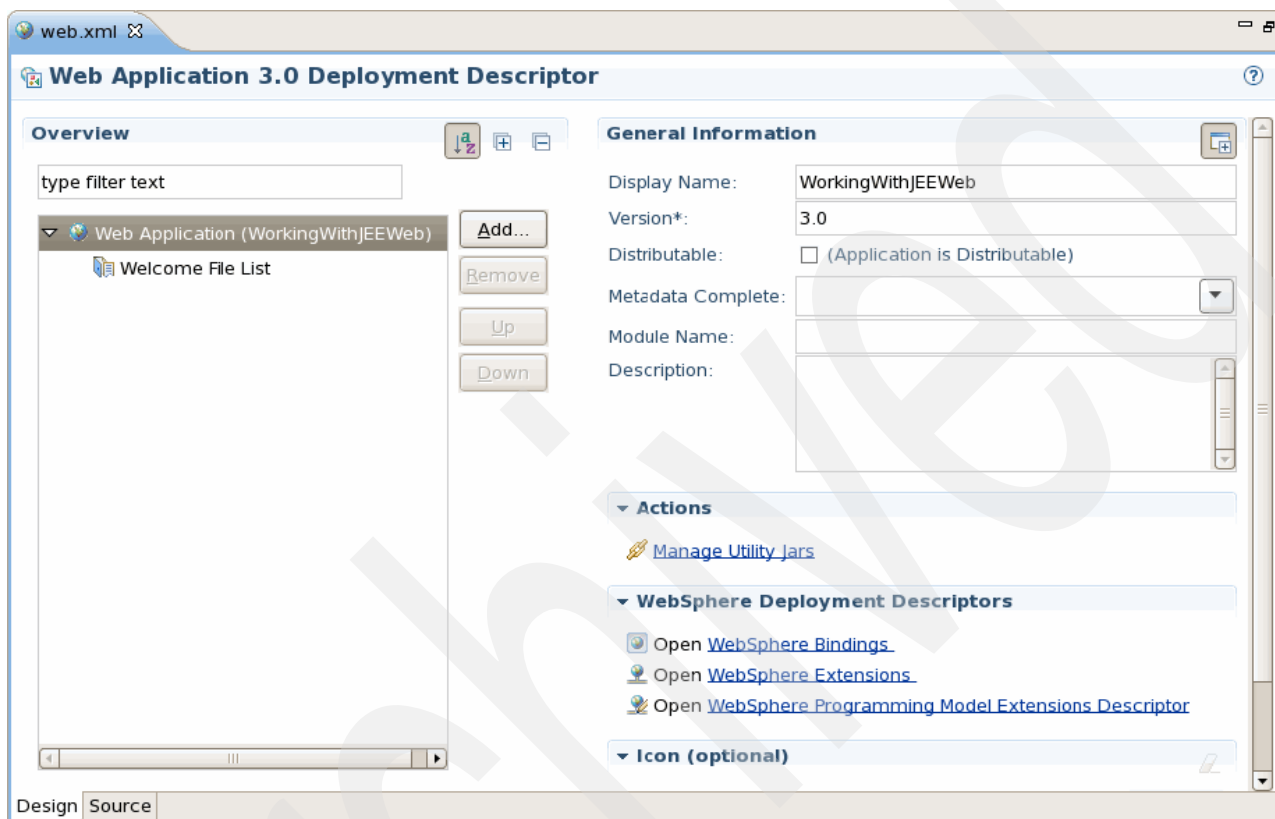 web.xml
Web Application 3.0 Deployment Descriptor
Overview
type filter text
Web Application (WorkingWithJEEWeb)
Welcome File List
Add...
Remove
Up
Down
General Information
Display Name: WorkingWithJEEWeb
Version*: 3.0
Distributable: (Application is Distributable)
Metadata Complete:
Module Name:
Description:
Actions
Manage Utility Jars
WebSphere Deployment Descriptors
Open WebSphere Bindings
Open WebSphere Extensions
Open WebSphere Programming Model Extensions Descriptor
Icon (optional)
Design Source